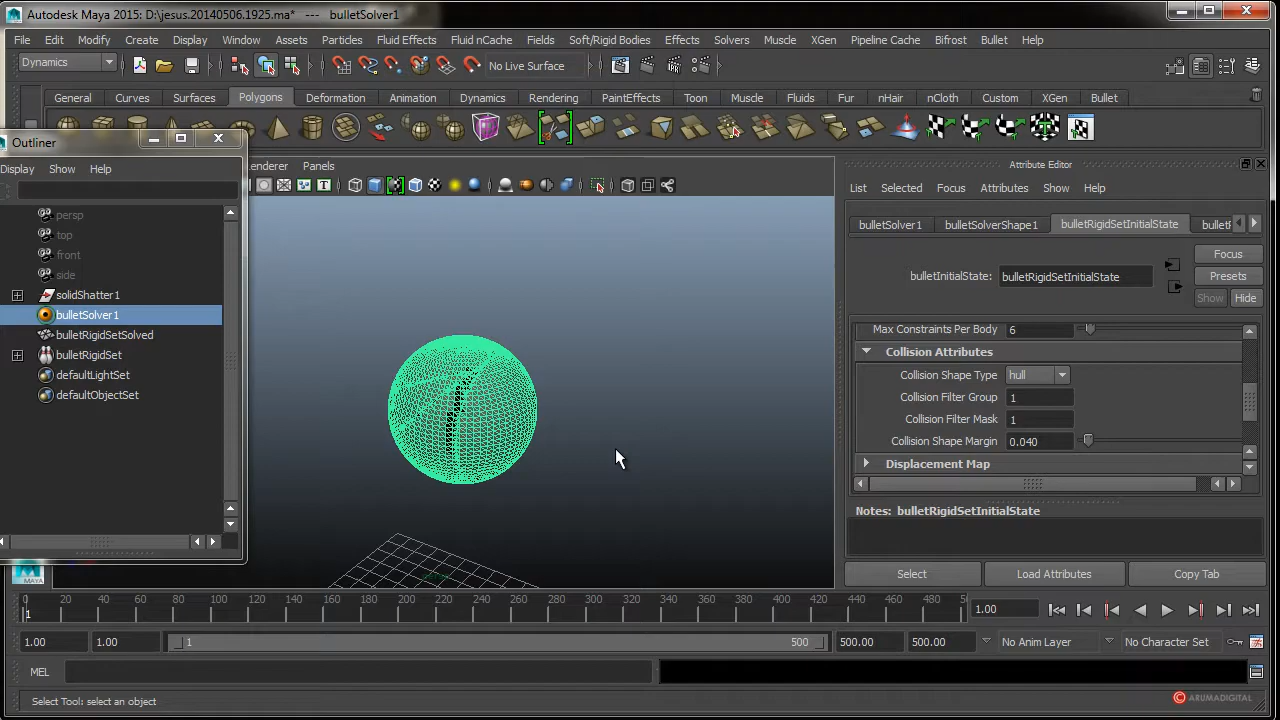 Autodesk Maya 2015: D:\jesus.20140506.1925.ma* --- bulletSolver1
File Edit Modify Create Display Window Assets Particles Fluid Effects Fluid nCache Fields Soft/Rigid Bodies Effects Solvers Muscle XGen Pipeline Cache Bifrost Bullet Help
Dynamics No Live Surface
General Curves Surfaces Polygons Deformation Animation Dynamics Rendering PaintEffects Toon Muscle Fluids Fur nHair nCloth Custom XGen Bullet
Outliner
Display Show Help
persp
top
front
side
solidShatter1
bulletSolver1
bulletRigidSetSolved
bulletRigidSet
defaultLightSet
defaultObjectSet
enderer Panels
Attribute Editor
List Selected Focus Attributes Show Help
bulletSolver1 bulletSolverShape1 bulletRigidSetInitialState
Focus
bulletInitialState: bulletRigidSetInitialState Presets
Show Hide
Max Constraints Per Body 6
Collision Attributes
Collision Shape Type hull
Collision Filter Group 1
Collision Filter Mask 1
Collision Shape Margin 0.040
Displacement Map
Notes: bulletRigidSetInitialState
Select Load Attributes Copy Tab
MAYA
0 20 40 60 80 100 120 140 160 180 200 220 240 260 280 300 320 340 360 380 400 420 440 460 480 50
1 1.00
1.00 1.00 1 500 500.00 500.00 No Anim Layer No Character Set
MEL
Select Tool: select an object
© ARUMADIGITAL